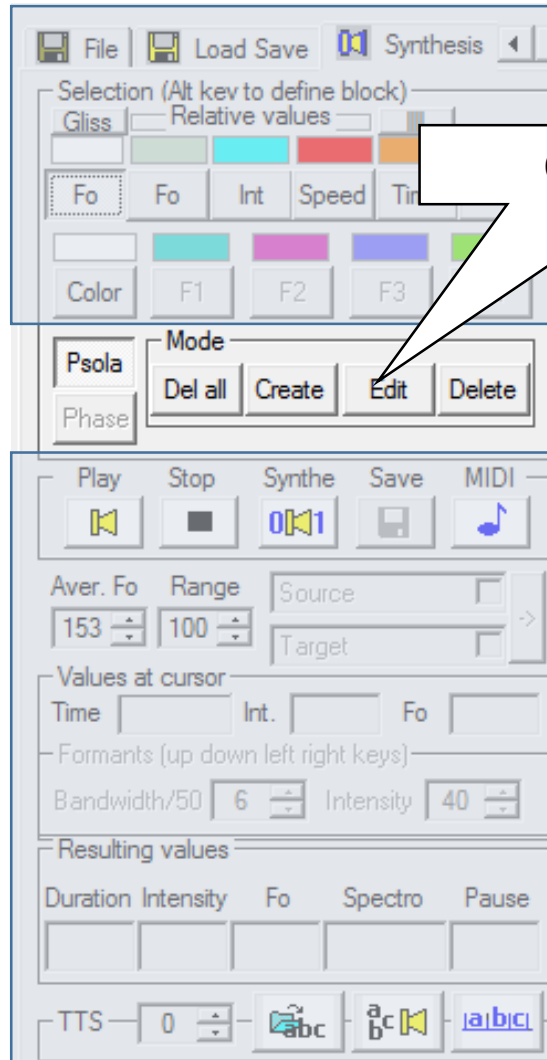 File Load Save Synthesis
Selection (Alt key to define block)
Gliss Relative values
Fo Fo Int Speed
Color F1 F2 F3
Mode
Psola Del all Create Edit Delete
Phase
Play Stop Synthe Save MIDI
0 1
Aver. Fo Range Source
153 100 ->
Target
Values at cursor
Time Int. Fo
Formants (up down left right keys)
Bandwidth/50 6 Intensity 40
Resulting values
Duration Intensity Fo Spectro Pause
TTS 0 abc abc a|b|c|